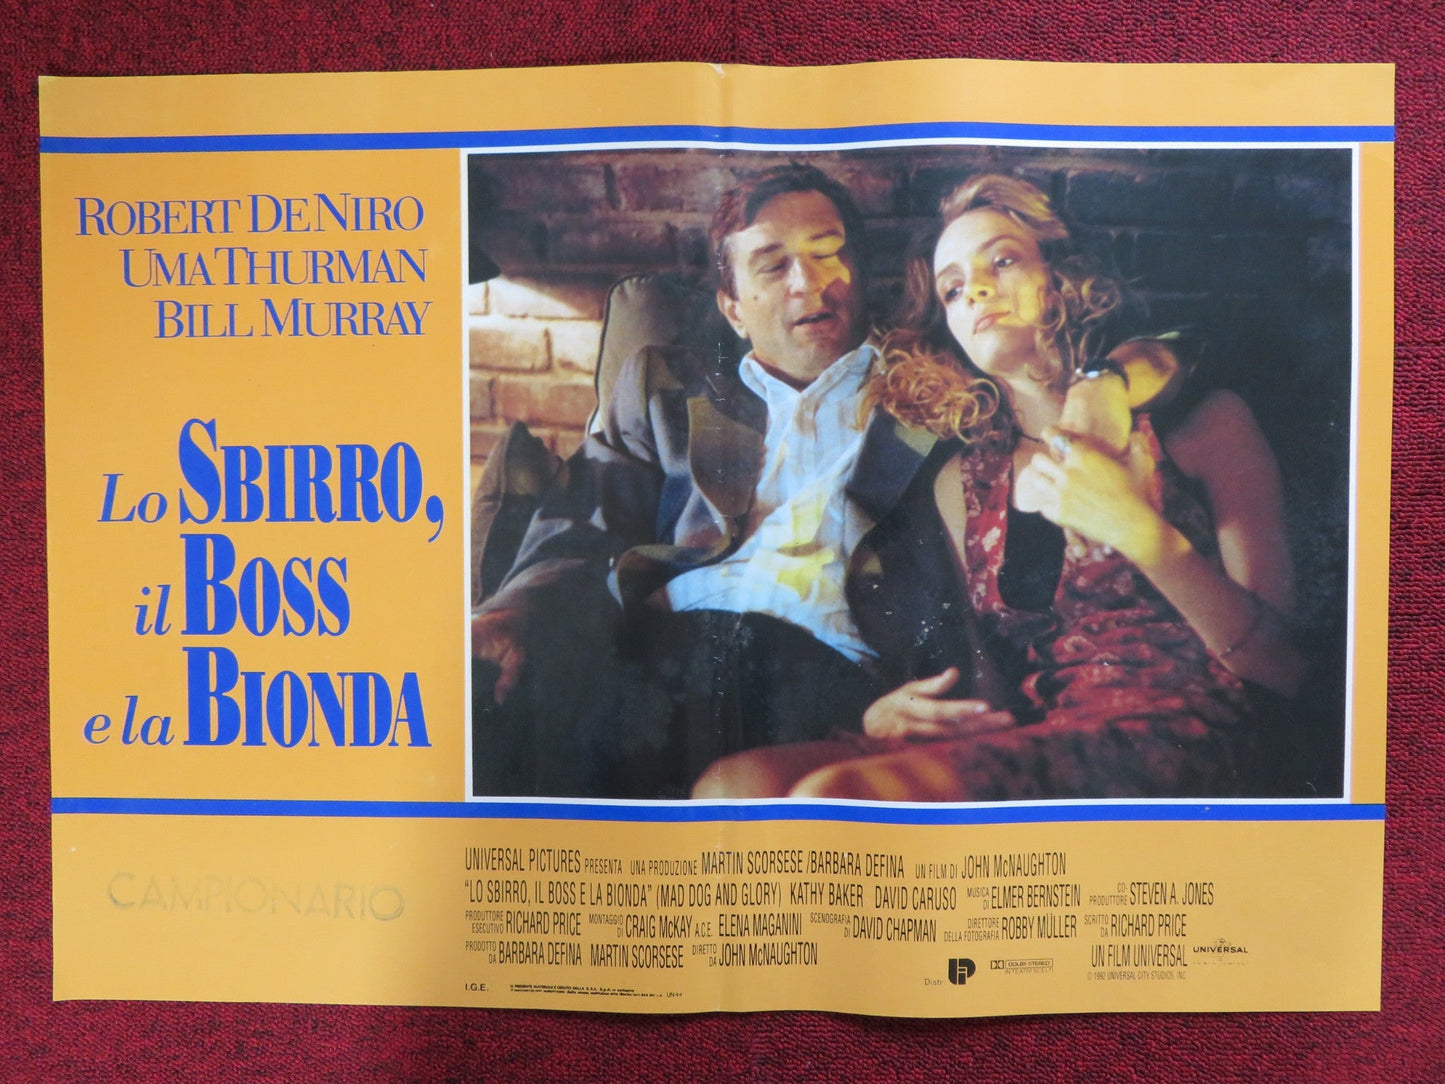 ROBERT DE NIRO
UMA THURMAN
BILL MURRAY
Lo SBIRRO,
il BOSS
e la BIONDA
CAMPIONARIO
UNIVERSAL PICTURES PRESENTA UNA PRODUZIONE MARTIN SCORSESE/BARBARA DEFINA UN FILM DI JOHN McNAUGHTON
"LO SBIRRO, IL BOSS E LA BIONDA" (MAD DOG AND GLORY) KATHY BAKER DAVID CARUSO MUSICA DI ELMER BERNSTEIN CO-PRODUTTORE STEVEN A. JONES
PRODUTTORE ESECUTIVO RICHARD PRICE MONTAGGIO DI CRAIG McKAY A.C.E. ELENA MAGANINI SCENOGRAFIA DI DAVID CHAPMAN DIRETTORE DELLA FOTOGRAFIA ROBBY MÜLLER SCRITTO DA RICHARD PRICE
PRODOTTO DA BARBARA DEFINA MARTIN SCORSESE DIRETTO DA JOHN McNAUGHTON UN FILM UNIVERSAL UNIVERSAL
Distr DOLBY STEREO © 1992 UNIVERSAL CITY STUDIOS, INC.
I.G.E.